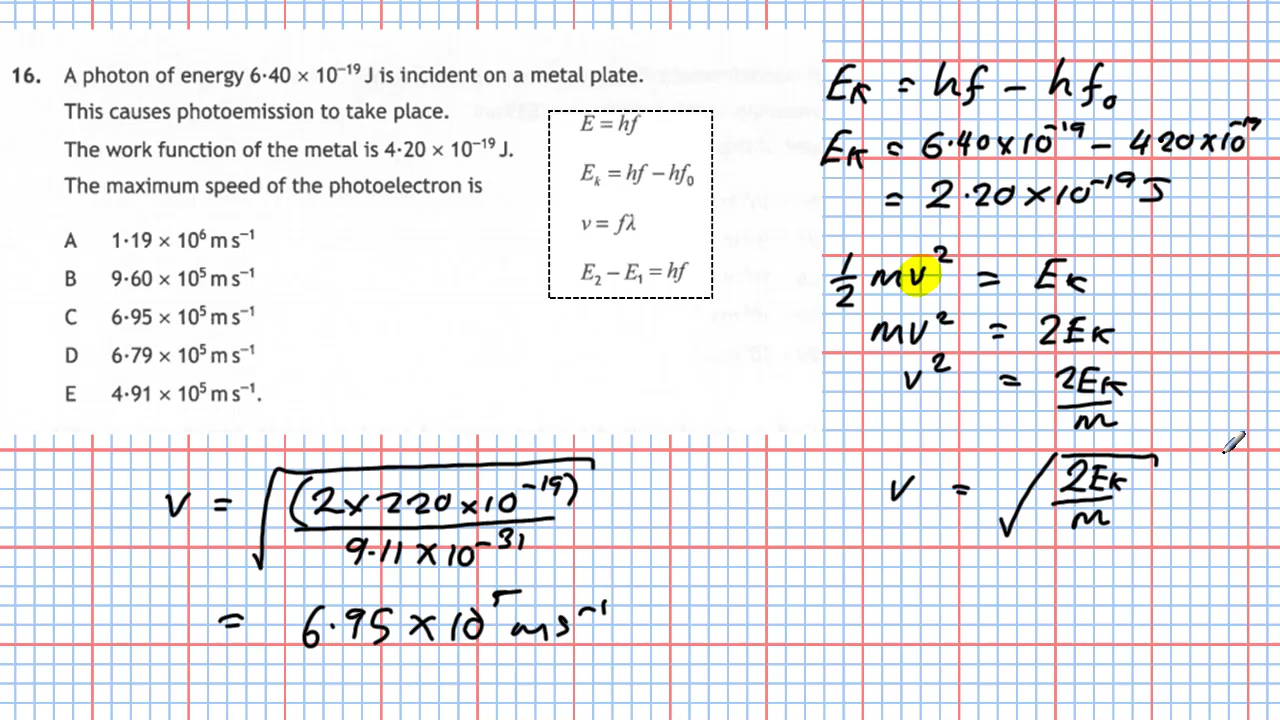 16. A photon of energy 6·40 × 10⁻¹⁹ J is incident on a metal plate.
This causes photoemission to take place.
The work function of the metal is 4·20 × 10⁻¹⁹ J.
The maximum speed of the photoelectron is
A 1·19 × 10⁶ m s⁻¹
B 9·60 × 10⁵ m s⁻¹
C 6·95 × 10⁵ m s⁻¹
D 6·79 × 10⁵ m s⁻¹
E 4·91 × 10⁵ m s⁻¹.
E = hf
Eₖ = hf − hf₀
v = fλ
E₂ − E₁ = hf
Eₖ = hf − hf₀
Eₖ = 6·40 × 10⁻¹⁹ − 4 20 × 10⁻¹⁹
= 2·20 × 10⁻¹⁹ J
½ mv² = Eₖ
mv² = 2Eₖ
v² = 2Eₖ/m
v = √(2Eₖ/m)
v = √((2 × 2 20 × 10⁻¹⁹)/9·11 × 10⁻³¹)
= 6·95 × 10⁵ ms⁻¹